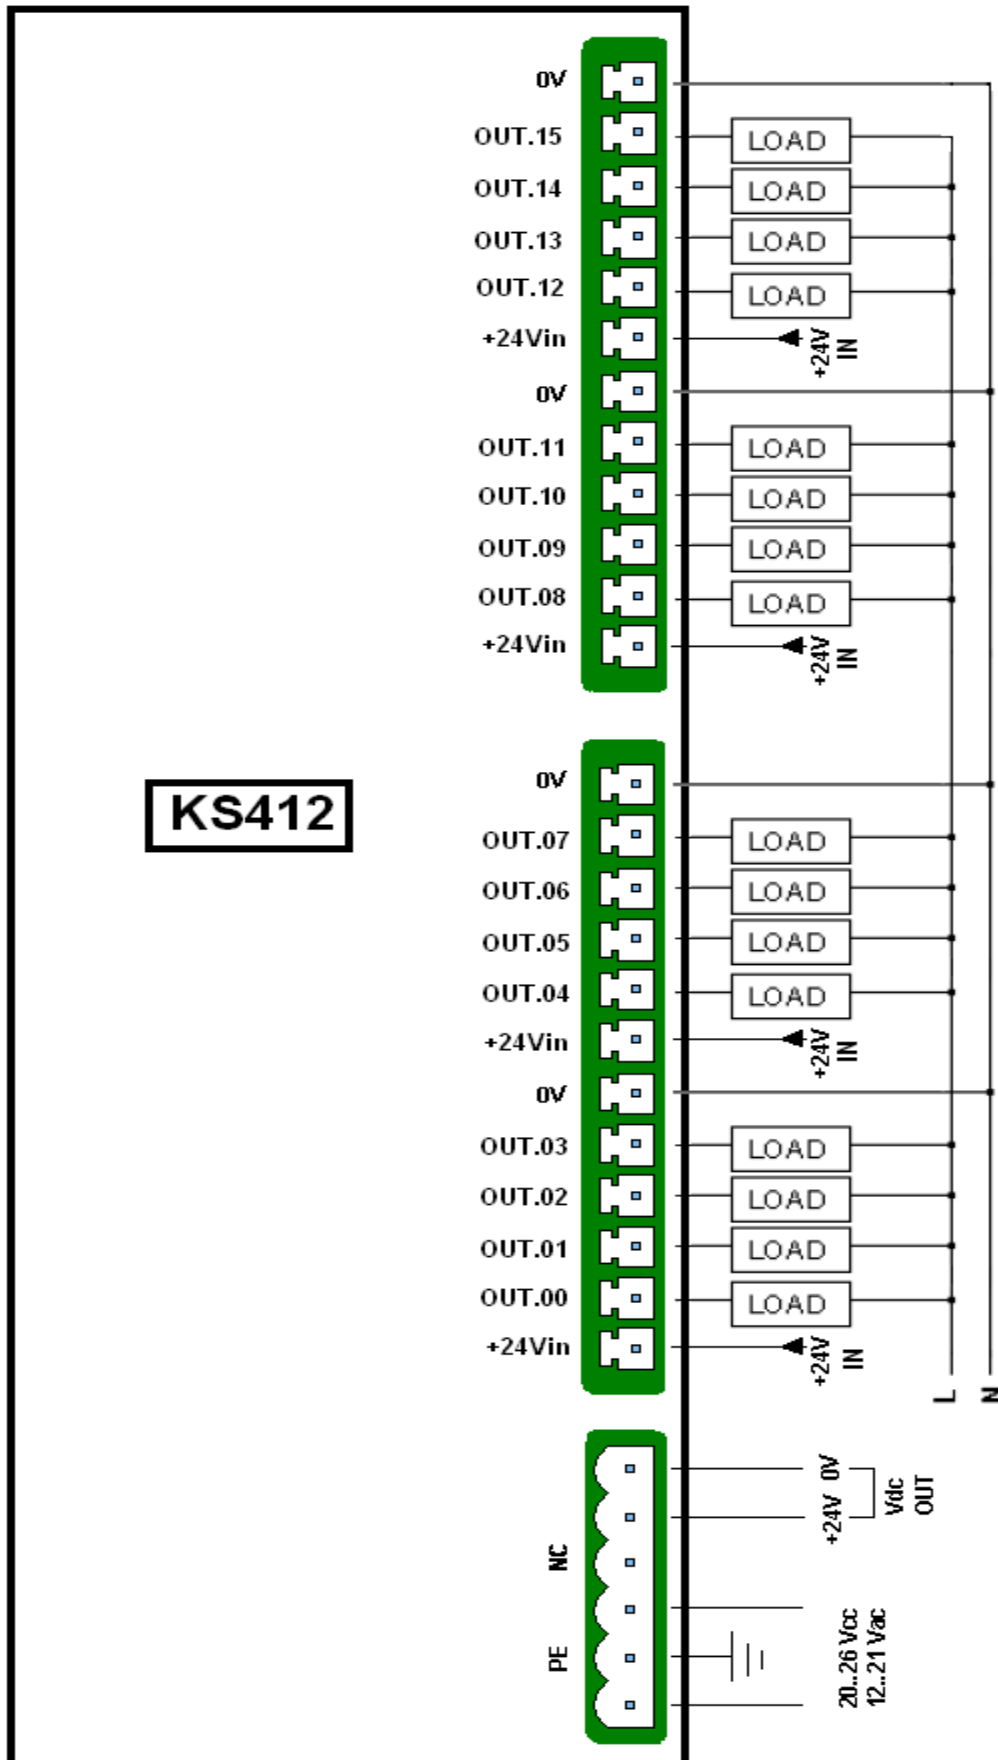 0V
OUT.15 LOAD
OUT.14 LOAD
OUT.13 LOAD
OUT.12 LOAD
+24Vin +24V IN
0V
OUT.11 LOAD
OUT.10 LOAD
OUT.09 LOAD
OUT.08 LOAD
+24Vin +24V IN
KS412
0V
OUT.07 LOAD
OUT.06 LOAD
OUT.05 LOAD
OUT.04 LOAD
+24Vin +24V IN
0V
OUT.03 LOAD
OUT.02 LOAD
OUT.01 LOAD
OUT.00 LOAD
+24Vin +24V IN
L N
+24V 0V
Vdc
OUT
NC
PE
20..26 Vcc
12..21 Vac